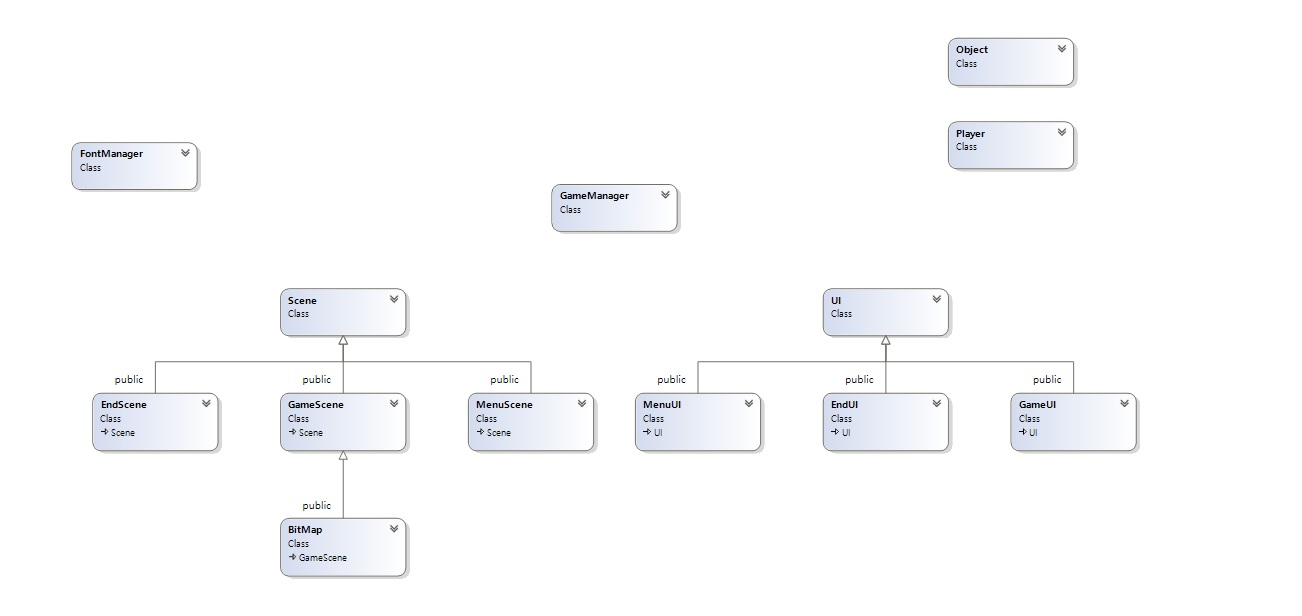 Object
Class
Player
Class
FontManager
Class
GameManager
Class
Scene
Class
UI
Class
public
public
public
public
public
public
EndScene
Class
Scene
GameScene
Class
Scene
MenuScene
Class
Scene
MenuUI
Class
UI
EndUI
Class
UI
GameUI
Class
UI
public
BitMap
Class
GameScene